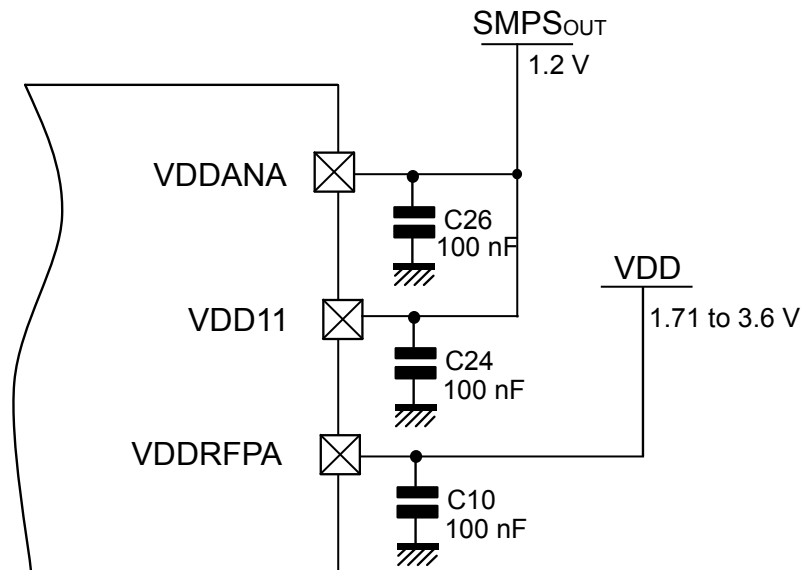 SMPSOUT
1.2 V
VDDANA
C26
100 nF
VDD
VDD11
1.71 to 3.6 V
C24
100 nF
VDDRFPA
C10
100 nF